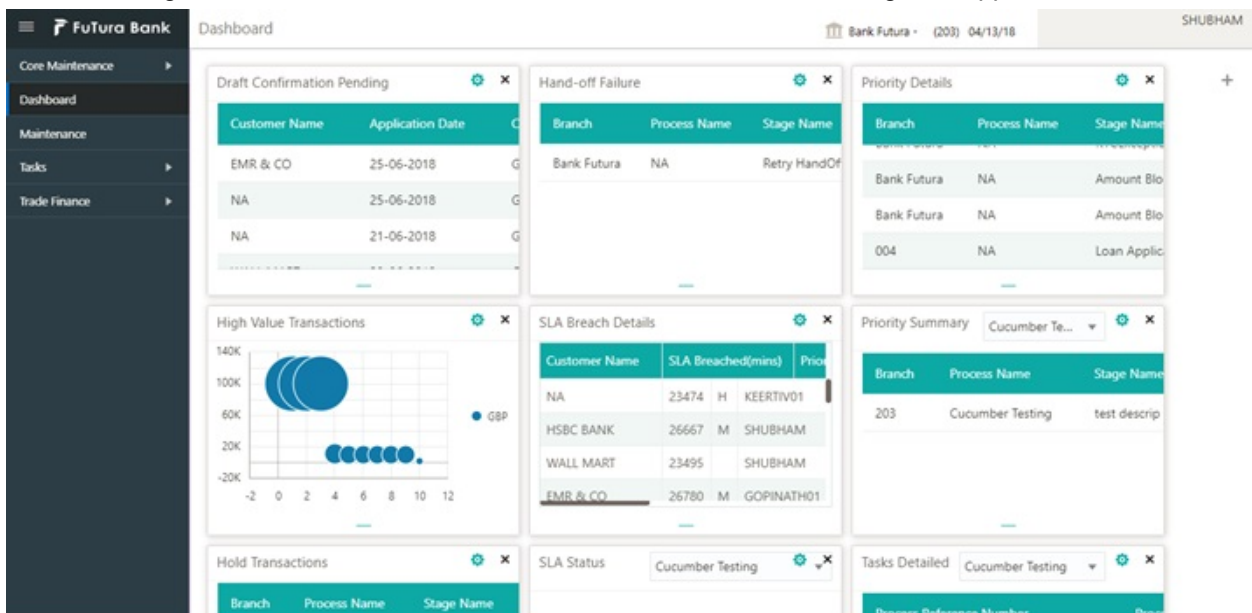 FuTura Bank
Dashboard
Bank Futura - (203) 04/13/18
SHUBHAM
Core Maintenance
Dashboard
Maintenance
Tasks
Trade Finance
Draft Confirmation Pending
Customer Name Application Date C
EMR & CO 25-06-2018 G
NA 25-06-2018 G
NA 21-06-2018 G
Hand-off Failure
Branch Process Name Stage Name
Bank Futura NA Retry HandOf
Priority Details
Branch Process Name Stage Name
Bank Futura NA Amount Blo
Bank Futura NA Amount Blo
004 NA Loan Applic
High Value Transactions
140K
100K
60K
20K
-20K
-2 0 2 4 6 8 10 12
GBP
SLA Breach Details
Customer Name SLA Breached(mins) Prior
NA 23474 H KEERTIV01
HSBC BANK 26667 M SHUBHAM
WALL MART 23495 SHUBHAM
EMR & CO 26780 M GOPINATH01
Priority Summary Cucumber Te...
Branch Process Name Stage Name
203 Cucumber Testing test descrip
Hold Transactions
Branch Process Name Stage Name
SLA Status Cucumber Testing
Tasks Detailed Cucumber Testing
Process Reference Number